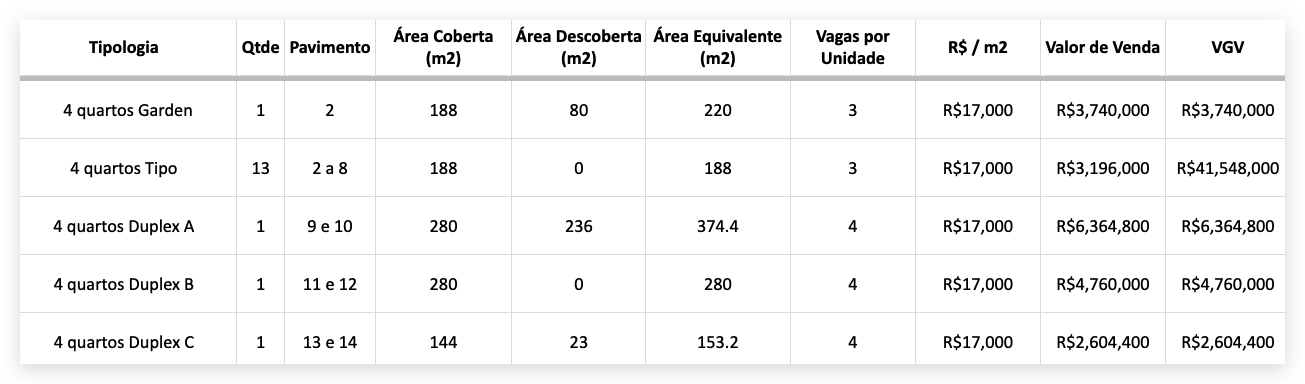 Tipologia Qtde Pavimento Área Coberta (m2) Área Descoberta (m2) Área Equivalente (m2) Vagas por Unidade R$ / m2 Valor de Venda VGV
4 quartos Garden 1 2 188 80 220 3 R$17,000 R$3,740,000 R$3,740,000
4 quartos Tipo 13 2 a 8 188 0 188 3 R$17,000 R$3,196,000 R$41,548,000
4 quartos Duplex A 1 9 e 10 280 236 374.4 4 R$17,000 R$6,364,800 R$6,364,800
4 quartos Duplex B 1 11 e 12 280 0 280 4 R$17,000 R$4,760,000 R$4,760,000
4 quartos Duplex C 1 13 e 14 144 23 153.2 4 R$17,000 R$2,604,400 R$2,604,400